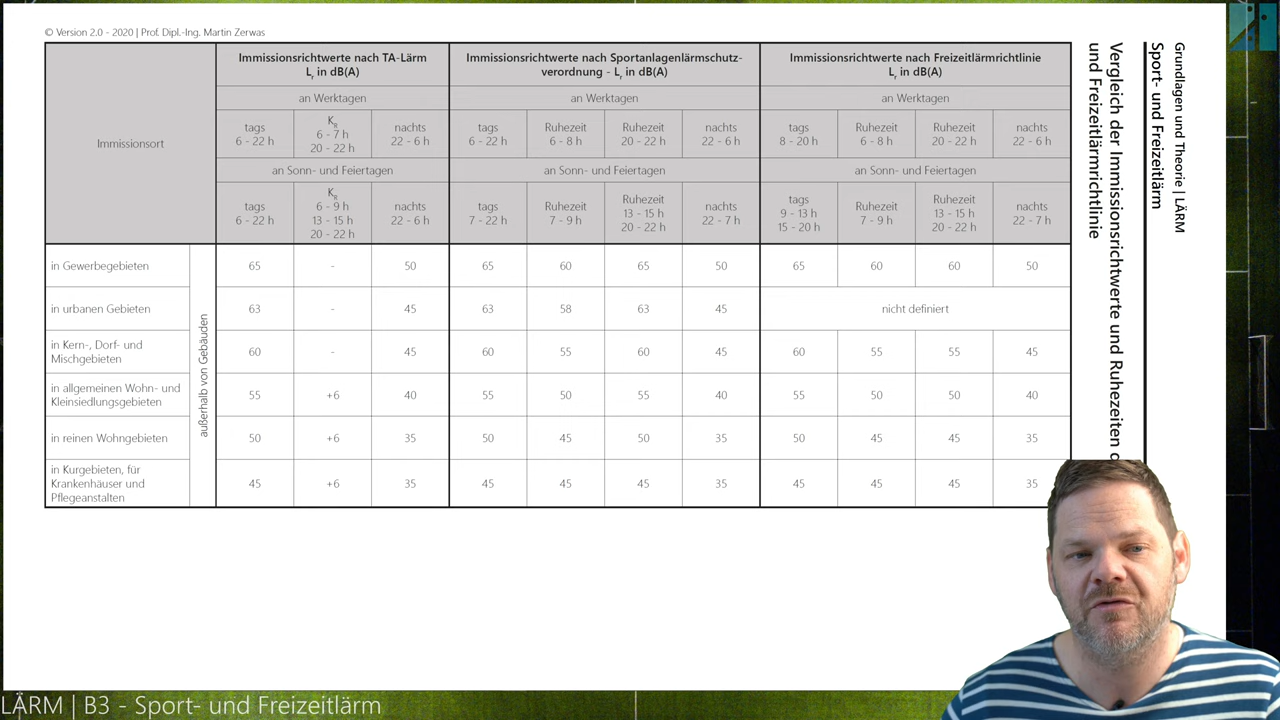 © Version 2.0 - 2020 | Prof. Dipl.-Ing. Martin Zerwas
Grundlagen und Theorie | LÄRM
Sport- und Freizeitlärm
Vergleich der Immissionsrichtwerte und Ruhezeiten
und Freizeitlärmrichtlinie
Immissionsort
Immissionsrichtwerte nach TA-Lärm
Lr in dB(A)
Immissionsrichtwerte nach Sportanlagenlärmschutz-
verordnung - Lr in dB(A)
Immissionsrichtwerte nach Freizeitlärmrichtlinie
Lr in dB(A)
an Werktagen an Werktagen an Werktagen
tags
6 - 22 h
KR
6 - 7 h
20 - 22 h
nachts
22 - 6 h
tags
6 - 22 h
Ruhezeit
6 - 8 h
Ruhezeit
20 - 22 h
nachts
22 - 6 h
tags
8 - 20 h
Ruhezeit
6 - 8 h
Ruhezeit
20 - 22 h
nachts
22 - 6 h
an Sonn- und Feiertagen an Sonn- und Feiertagen an Sonn- und Feiertagen
tags
6 - 22 h
KR
6 - 9 h
13 - 15 h
20 - 22 h
nachts
22 - 6 h
tags
7 - 22 h
Ruhezeit
7 - 9 h
Ruhezeit
13 - 15 h
20 - 22 h
nachts
22 - 7 h
tags
9 - 13 h
15 - 20 h
Ruhezeit
7 - 9 h
Ruhezeit
13 - 15 h
20 - 22 h
nachts
22 - 7 h
außerhalb von Gebäuden
in Gewerbegebieten 65 - 50 65 60 65 50 65 60 60 50
in urbanen Gebieten 63 - 45 63 58 63 45 nicht definiert
in Kern-, Dorf- und
Mischgebieten 60 - 45 60 55 60 45 60 55 55 45
in allgemeinen Wohn- und
Kleinsiedlungsgebieten 55 +6 40 55 50 55 40 55 50 50 40
in reinen Wohngebieten 50 +6 35 50 45 50 35 50 45 45 35
in Kurgebieten, für
Krankenhäuser und
Pflegeanstalten 45 +6 35 45 45 45 35 45 45 45 35
LÄRM | B3 - Sport- und Freizeitlärm